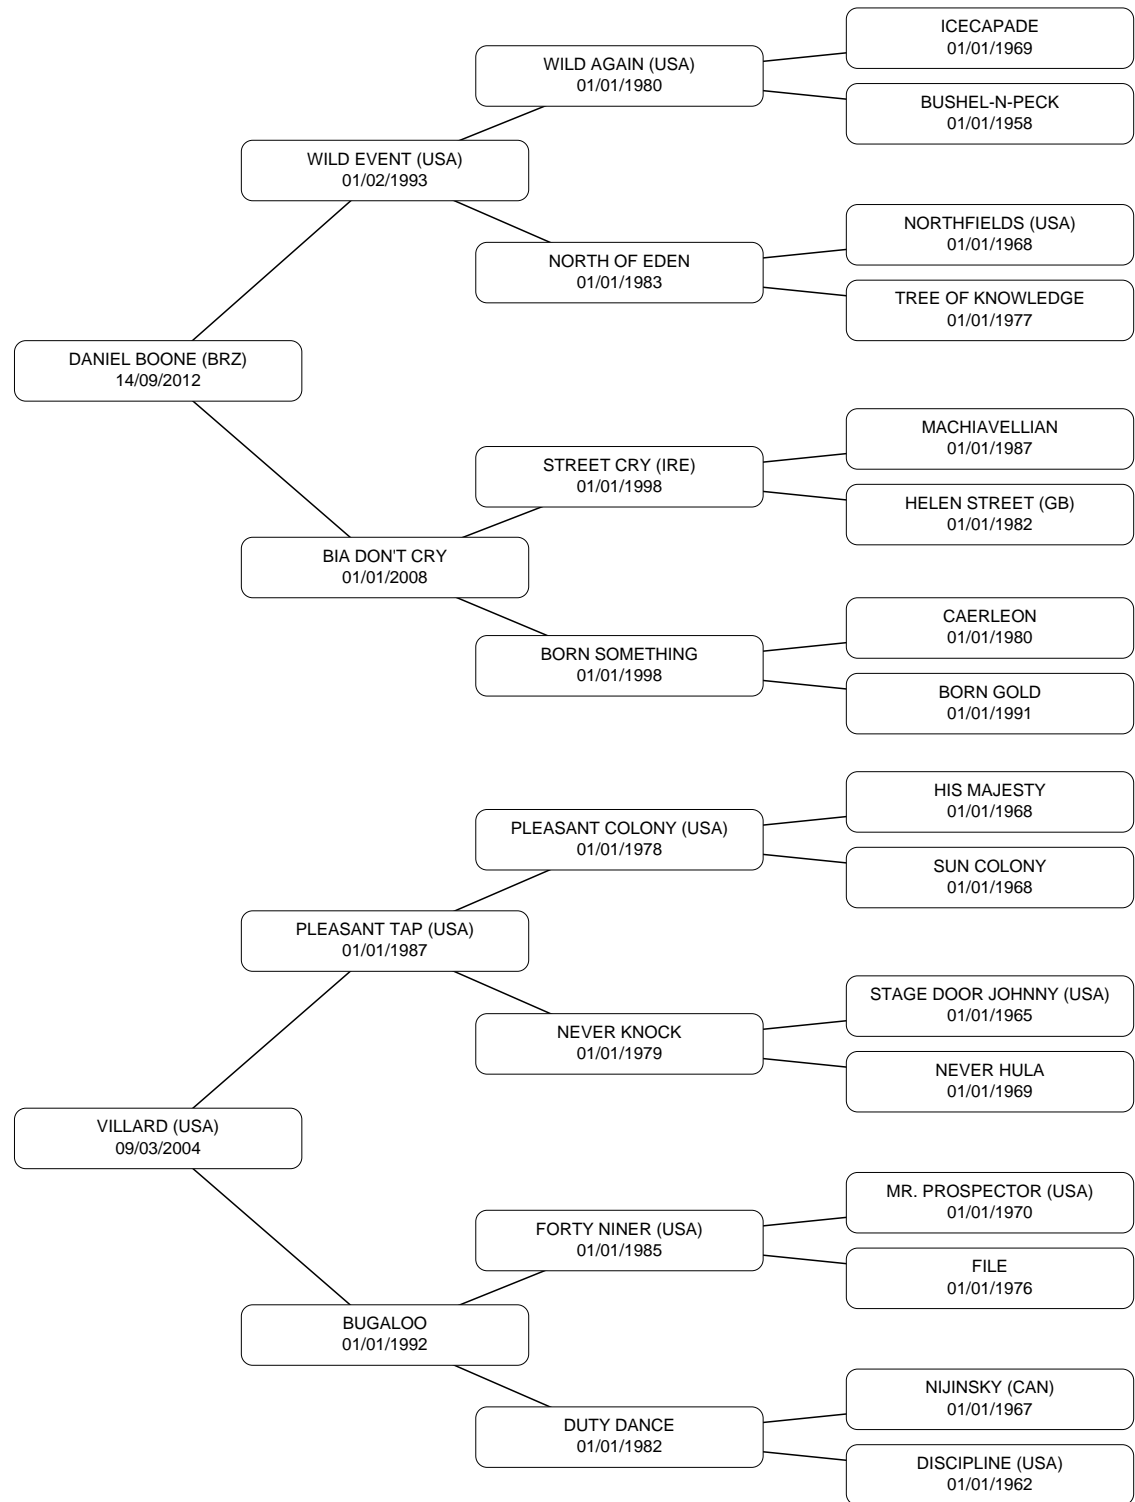 ICECAPADE
01/01/1969
WILD AGAIN (USA)
01/01/1980
BUSHEL-N-PECK
01/01/1958
WILD EVENT (USA)
01/02/1993
NORTHFIELDS (USA)
01/01/1968
NORTH OF EDEN
01/01/1983
TREE OF KNOWLEDGE
01/01/1977
DANIEL BOONE (BRZ)
14/09/2012
MACHIAVELLIAN
01/01/1987
STREET CRY (IRE)
01/01/1998
HELEN STREET (GB)
01/01/1982
BIA DON'T CRY
01/01/2008
CAERLEON
01/01/1980
BORN SOMETHING
01/01/1998
BORN GOLD
01/01/1991
HIS MAJESTY
01/01/1968
PLEASANT COLONY (USA)
01/01/1978
SUN COLONY
01/01/1968
PLEASANT TAP (USA)
01/01/1987
STAGE DOOR JOHNNY (USA)
01/01/1965
NEVER KNOCK
01/01/1979
NEVER HULA
01/01/1969
VILLARD (USA)
09/03/2004
MR. PROSPECTOR (USA)
01/01/1970
FORTY NINER (USA)
01/01/1985
FILE
01/01/1976
BUGALOO
01/01/1992
NIJINSKY (CAN)
01/01/1967
DUTY DANCE
01/01/1982
DISCIPLINE (USA)
01/01/1962